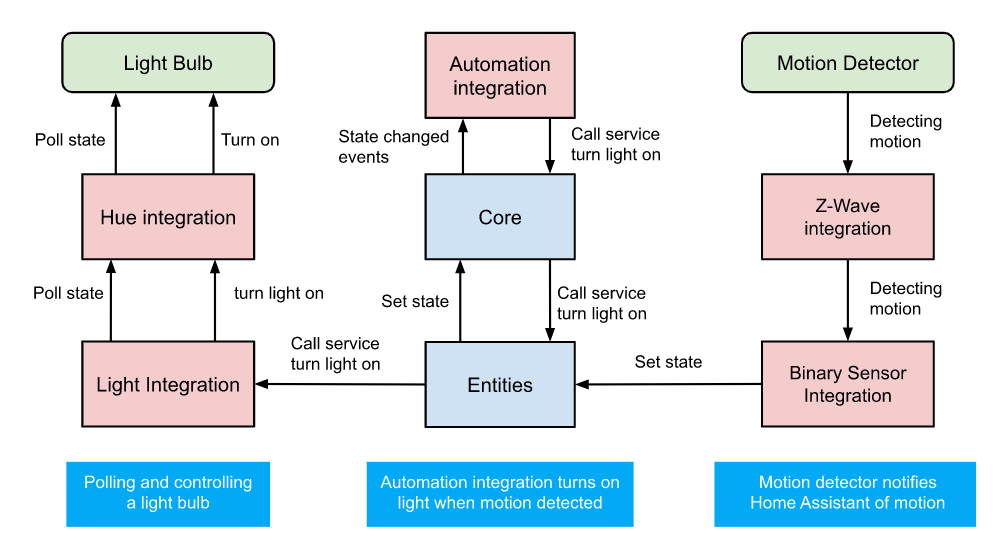 Light Bulb
Automation
integration
Motion Detector
Poll state
Turn on
State changed
events
Call service
turn light on
Detecting
motion
Hue integration
Core
Z-Wave
integration
Poll state
turn light on
Set state
Call service
turn light on
Detecting
motion
Call service
turn light on
Set state
Light Integration
Entities
Binary Sensor
Integration
Polling and controlling
a light bulb
Automation integration turns on
light when motion detected
Motion detector notifies
Home Assistant of motion